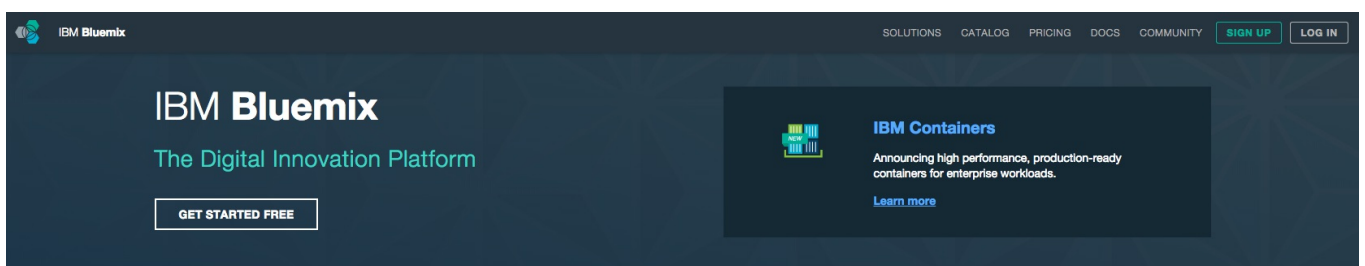 IBM Bluemix
SOLUTIONS CATALOG PRICING DOCS COMMUNITY SIGN UP LOG IN
IBM Bluemix
The Digital Innovation Platform
GET STARTED FREE
NEW
IBM Containers
Announcing high performance, production-ready
containers for enterprise workloads.
Learn more